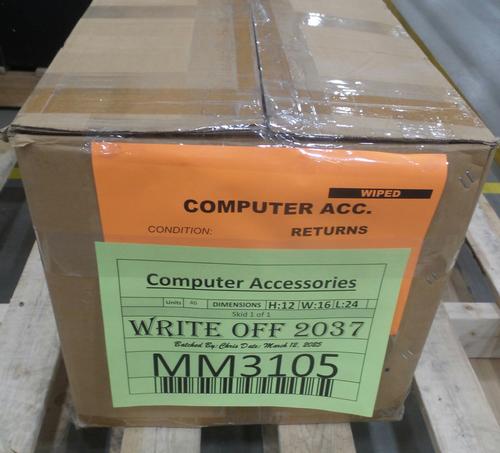 WIPED
COMPUTER ACC.
CONDITION: RETURNS
Computer Accessories
Units 46 DIMENSIONS H:12 W:16 L:24
Skid 1 of 1
WRITE OFF 2037
Batched By: Chris Date: March 12, 2025
MM3105